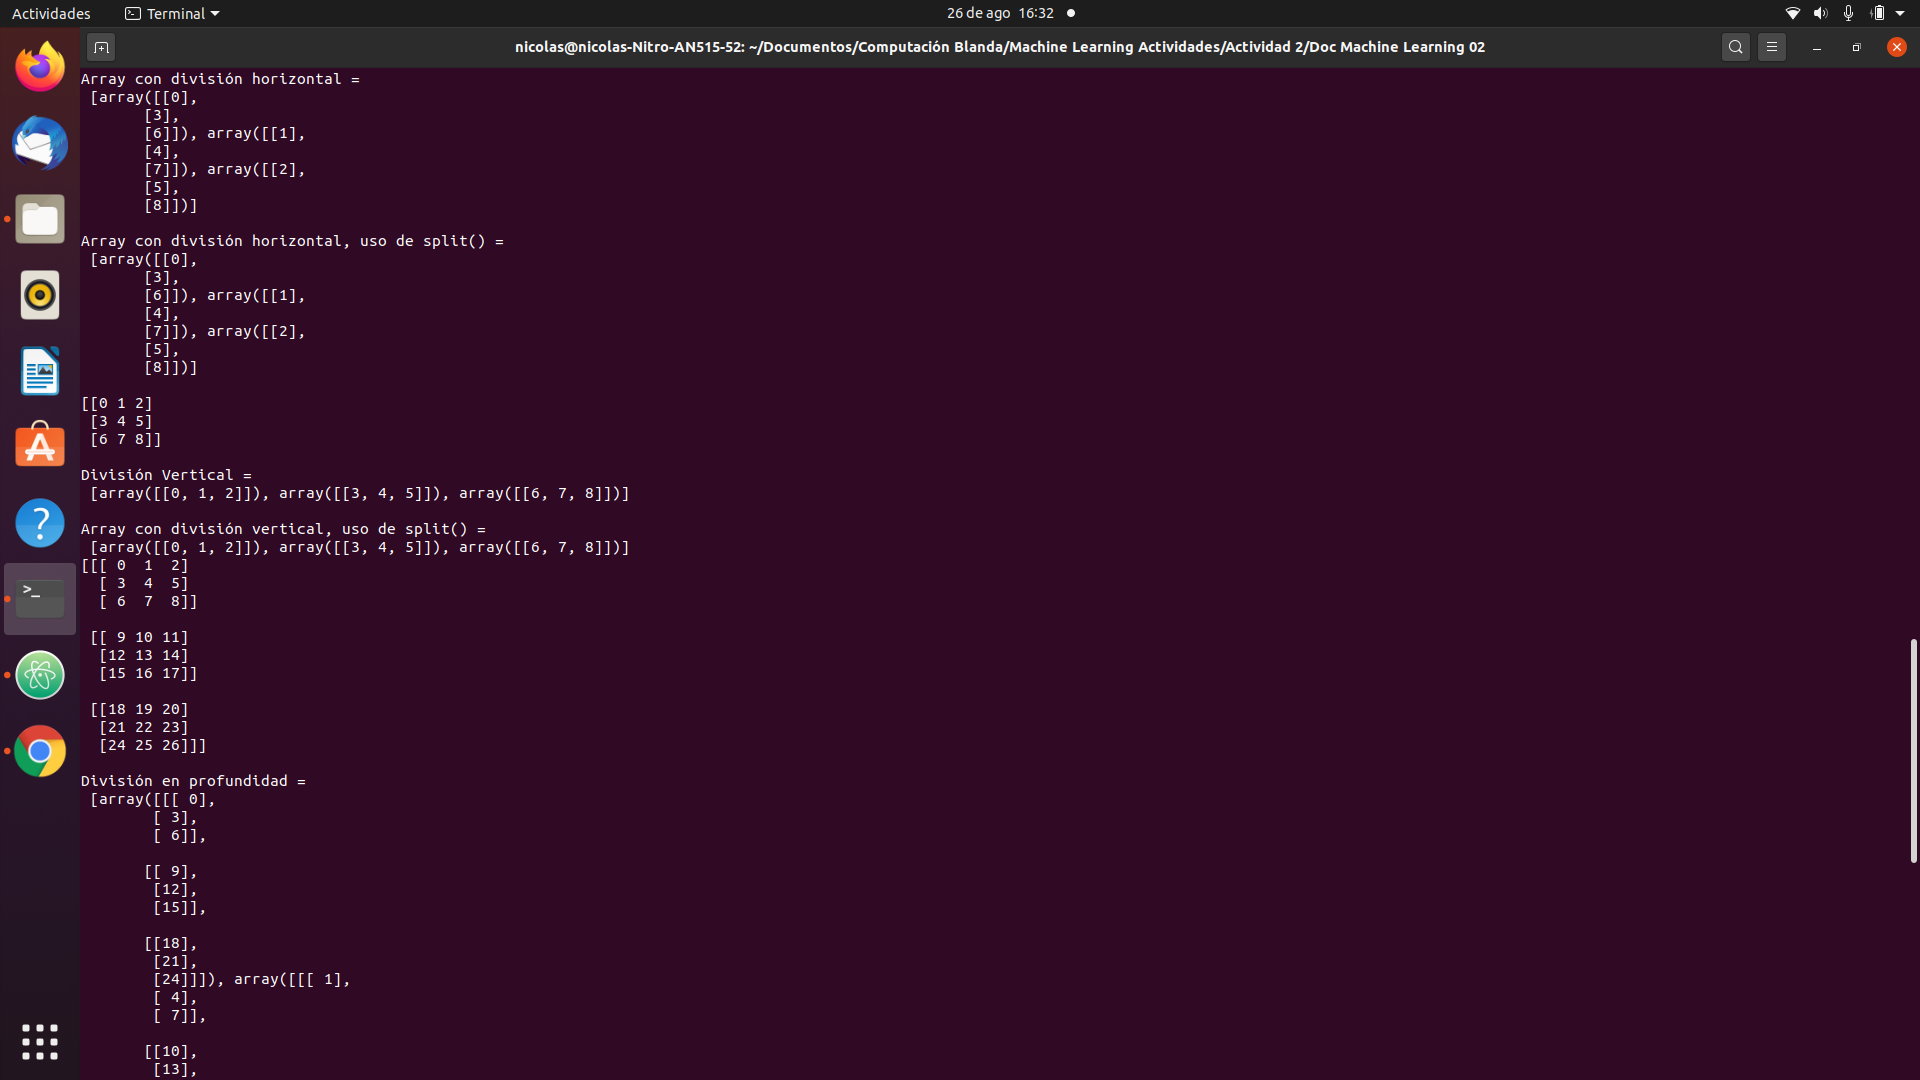 Actividades
Terminal
26 de ago 16:32
nicolas@nicolas-Nitro-AN515-52: ~/Documentos/Computación Blanda/Machine Learning Actividades/Actividad 2/Doc Machine Learning 02
Array con división horizontal =
 [array([[0],
       [3],
       [6]]), array([[1],
       [4],
       [7]]), array([[2],
       [5],
       [8]])]

Array con división horizontal, uso de split() =
 [array([[0],
       [3],
       [6]]), array([[1],
       [4],
       [7]]), array([[2],
       [5],
       [8]])]

[[0 1 2]
 [3 4 5]
 [6 7 8]]

División Vertical =
 [array([[0, 1, 2]]), array([[3, 4, 5]]), array([[6, 7, 8]])]

Array con división vertical, uso de split() =
 [array([[0, 1, 2]]), array([[3, 4, 5]]), array([[6, 7, 8]])]
[[[ 0  1  2]
  [ 3  4  5]
  [ 6  7  8]]

 [[ 9 10 11]
  [12 13 14]
  [15 16 17]]

 [[18 19 20]
  [21 22 23]
  [24 25 26]]]

División en profundidad =
 [array([[[ 0],
        [ 3],
        [ 6]],

       [[ 9],
        [12],
        [15]],

       [[18],
        [21],
        [24]]]), array([[[ 1],
        [ 4],
        [ 7]],

       [[10],
        [13],